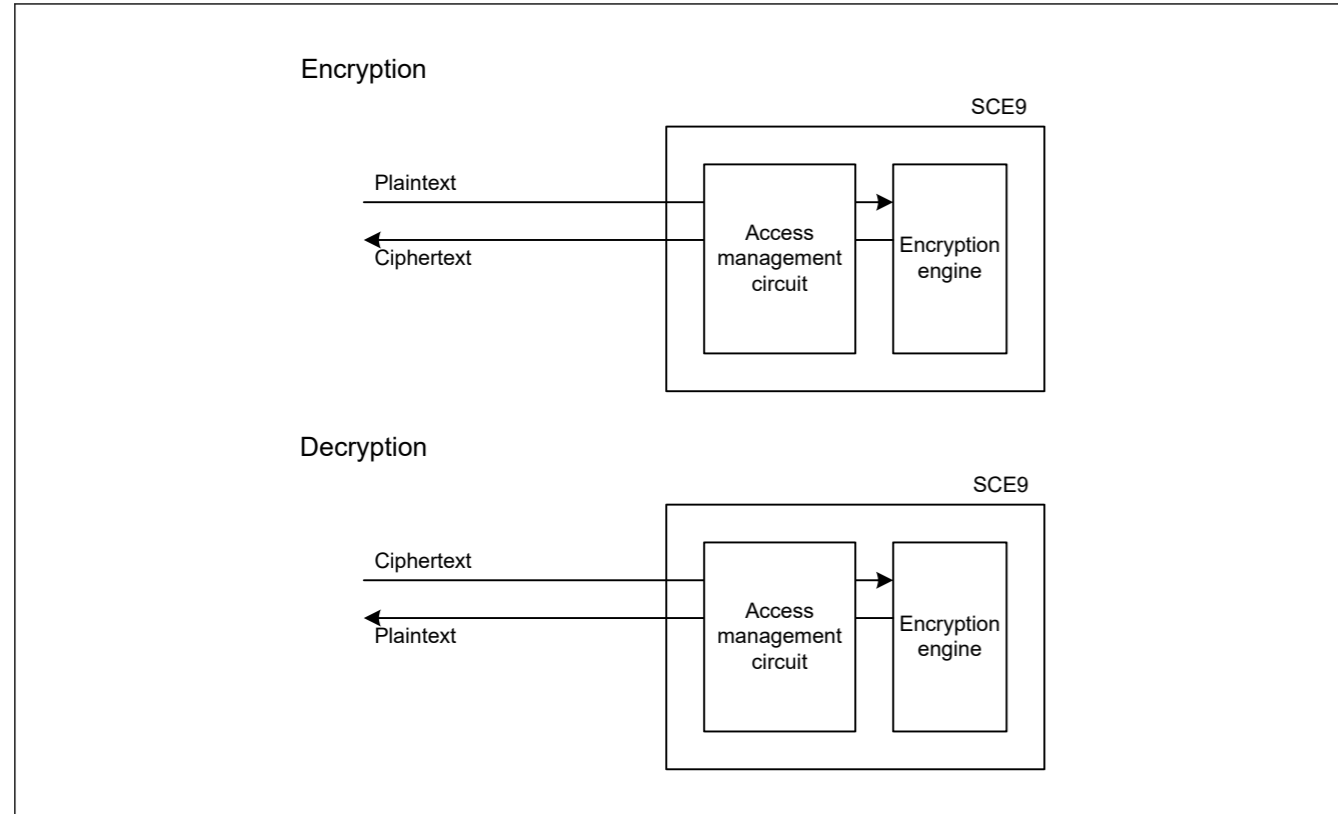 Encryption
SCE9
Plaintext
Ciphertext
Access
management
circuit
Encryption
engine
Decryption
SCE9
Ciphertext
Plaintext
Access
management
circuit
Encryption
engine